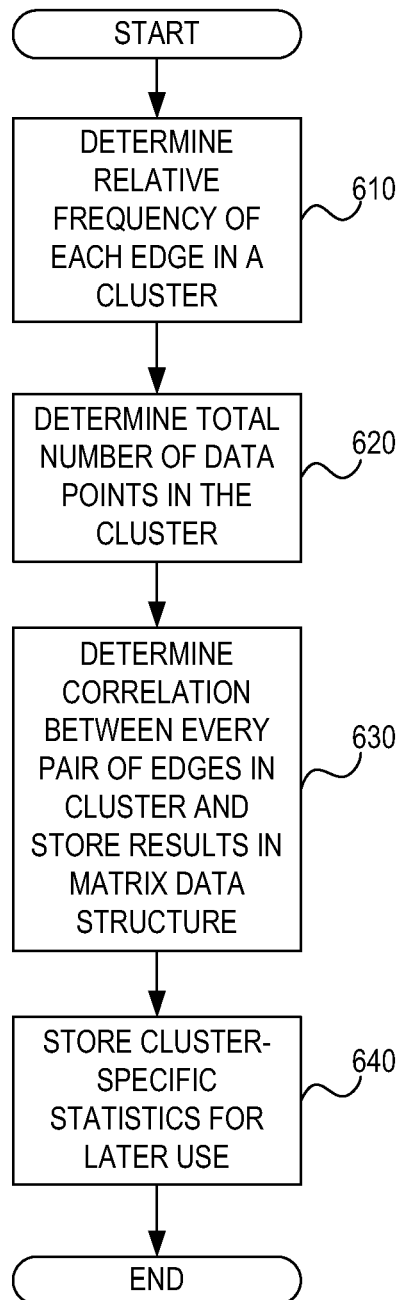 START
DETERMINE
RELATIVE
FREQUENCY OF
EACH EDGE IN A
CLUSTER
610
DETERMINE TOTAL
NUMBER OF DATA
POINTS IN THE
CLUSTER
620
DETERMINE
CORRELATION
BETWEEN EVERY
PAIR OF EDGES IN
CLUSTER AND
STORE RESULTS IN
MATRIX DATA
STRUCTURE
630
STORE CLUSTER-
SPECIFIC
STATISTICS FOR
LATER USE
640
END